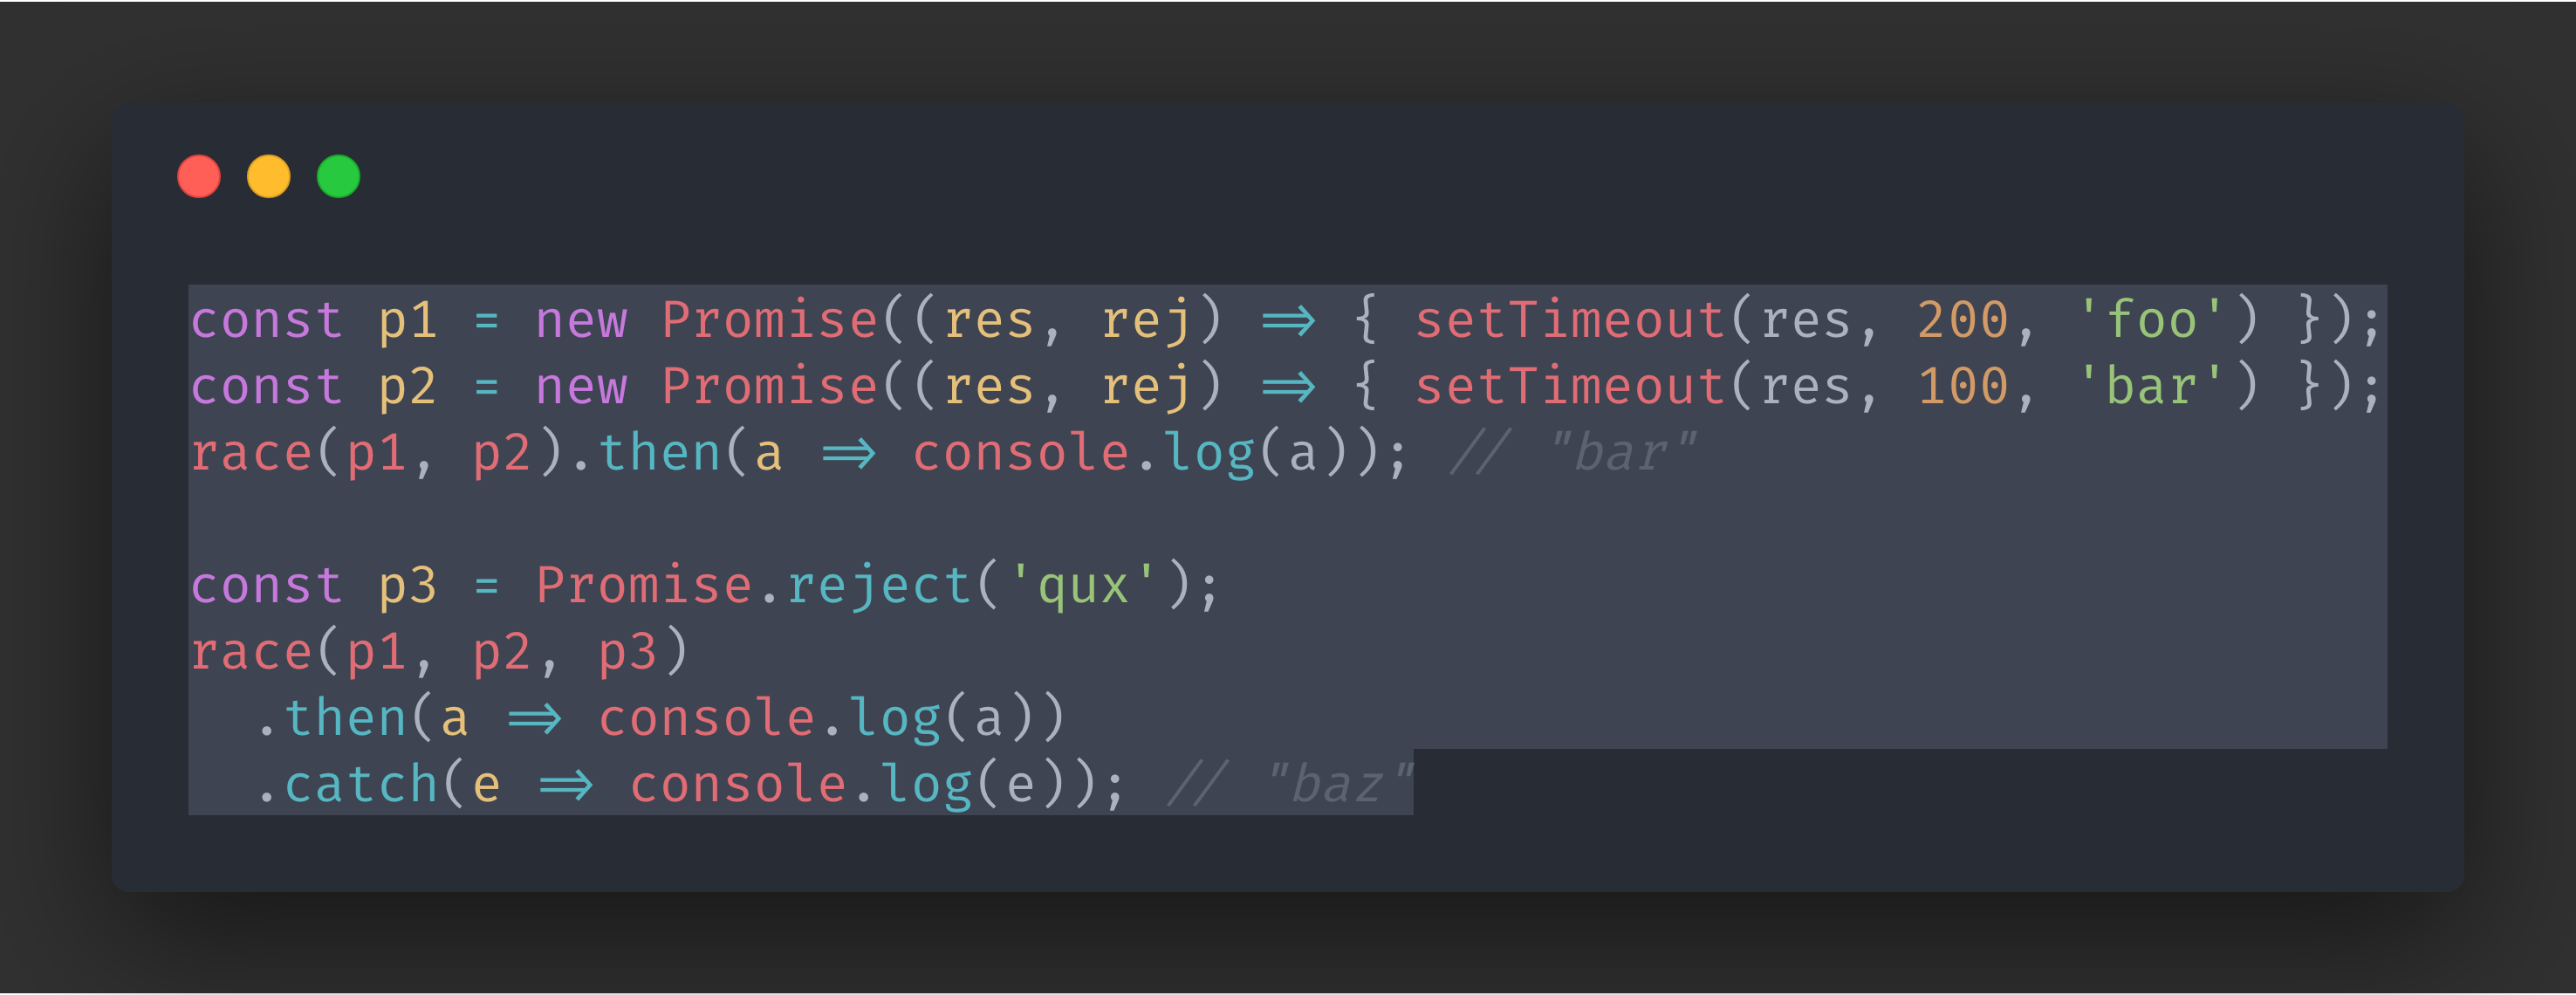 const p1 = new Promise((res, rej) => { setTimeout(res, 200, 'foo') });
const p2 = new Promise((res, rej) => { setTimeout(res, 100, 'bar') });
race(p1, p2).then(a => console.log(a)); // "bar"

const p3 = Promise.reject('qux');
race(p1, p2, p3)
  .then(a => console.log(a))
  .catch(e => console.log(e)); // "baz"